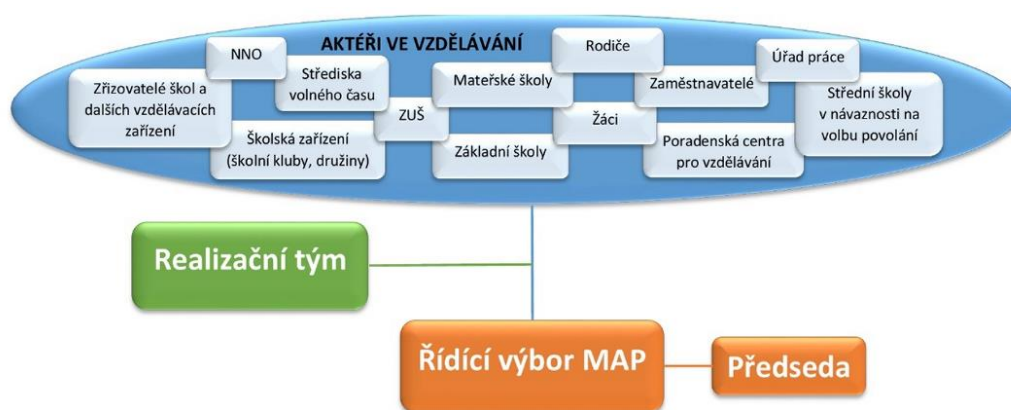 AKTÉŘI VE VZDĚLÁVÁNÍ
NNO
Rodiče
Úřad práce
Zřizovatelé škol a
dalších vzdělávacích
zařízení
Střediska
volného času
Mateřské školy
Zaměstnavatelé
Střední školy
v návaznosti na
volbu povolání
ZUŠ
Žáci
Školská zařízení
(školní kluby, družiny)
Základní školy
Poradenská centra
pro vzdělávání
Realizační tým
Řídící výbor MAP
Předseda